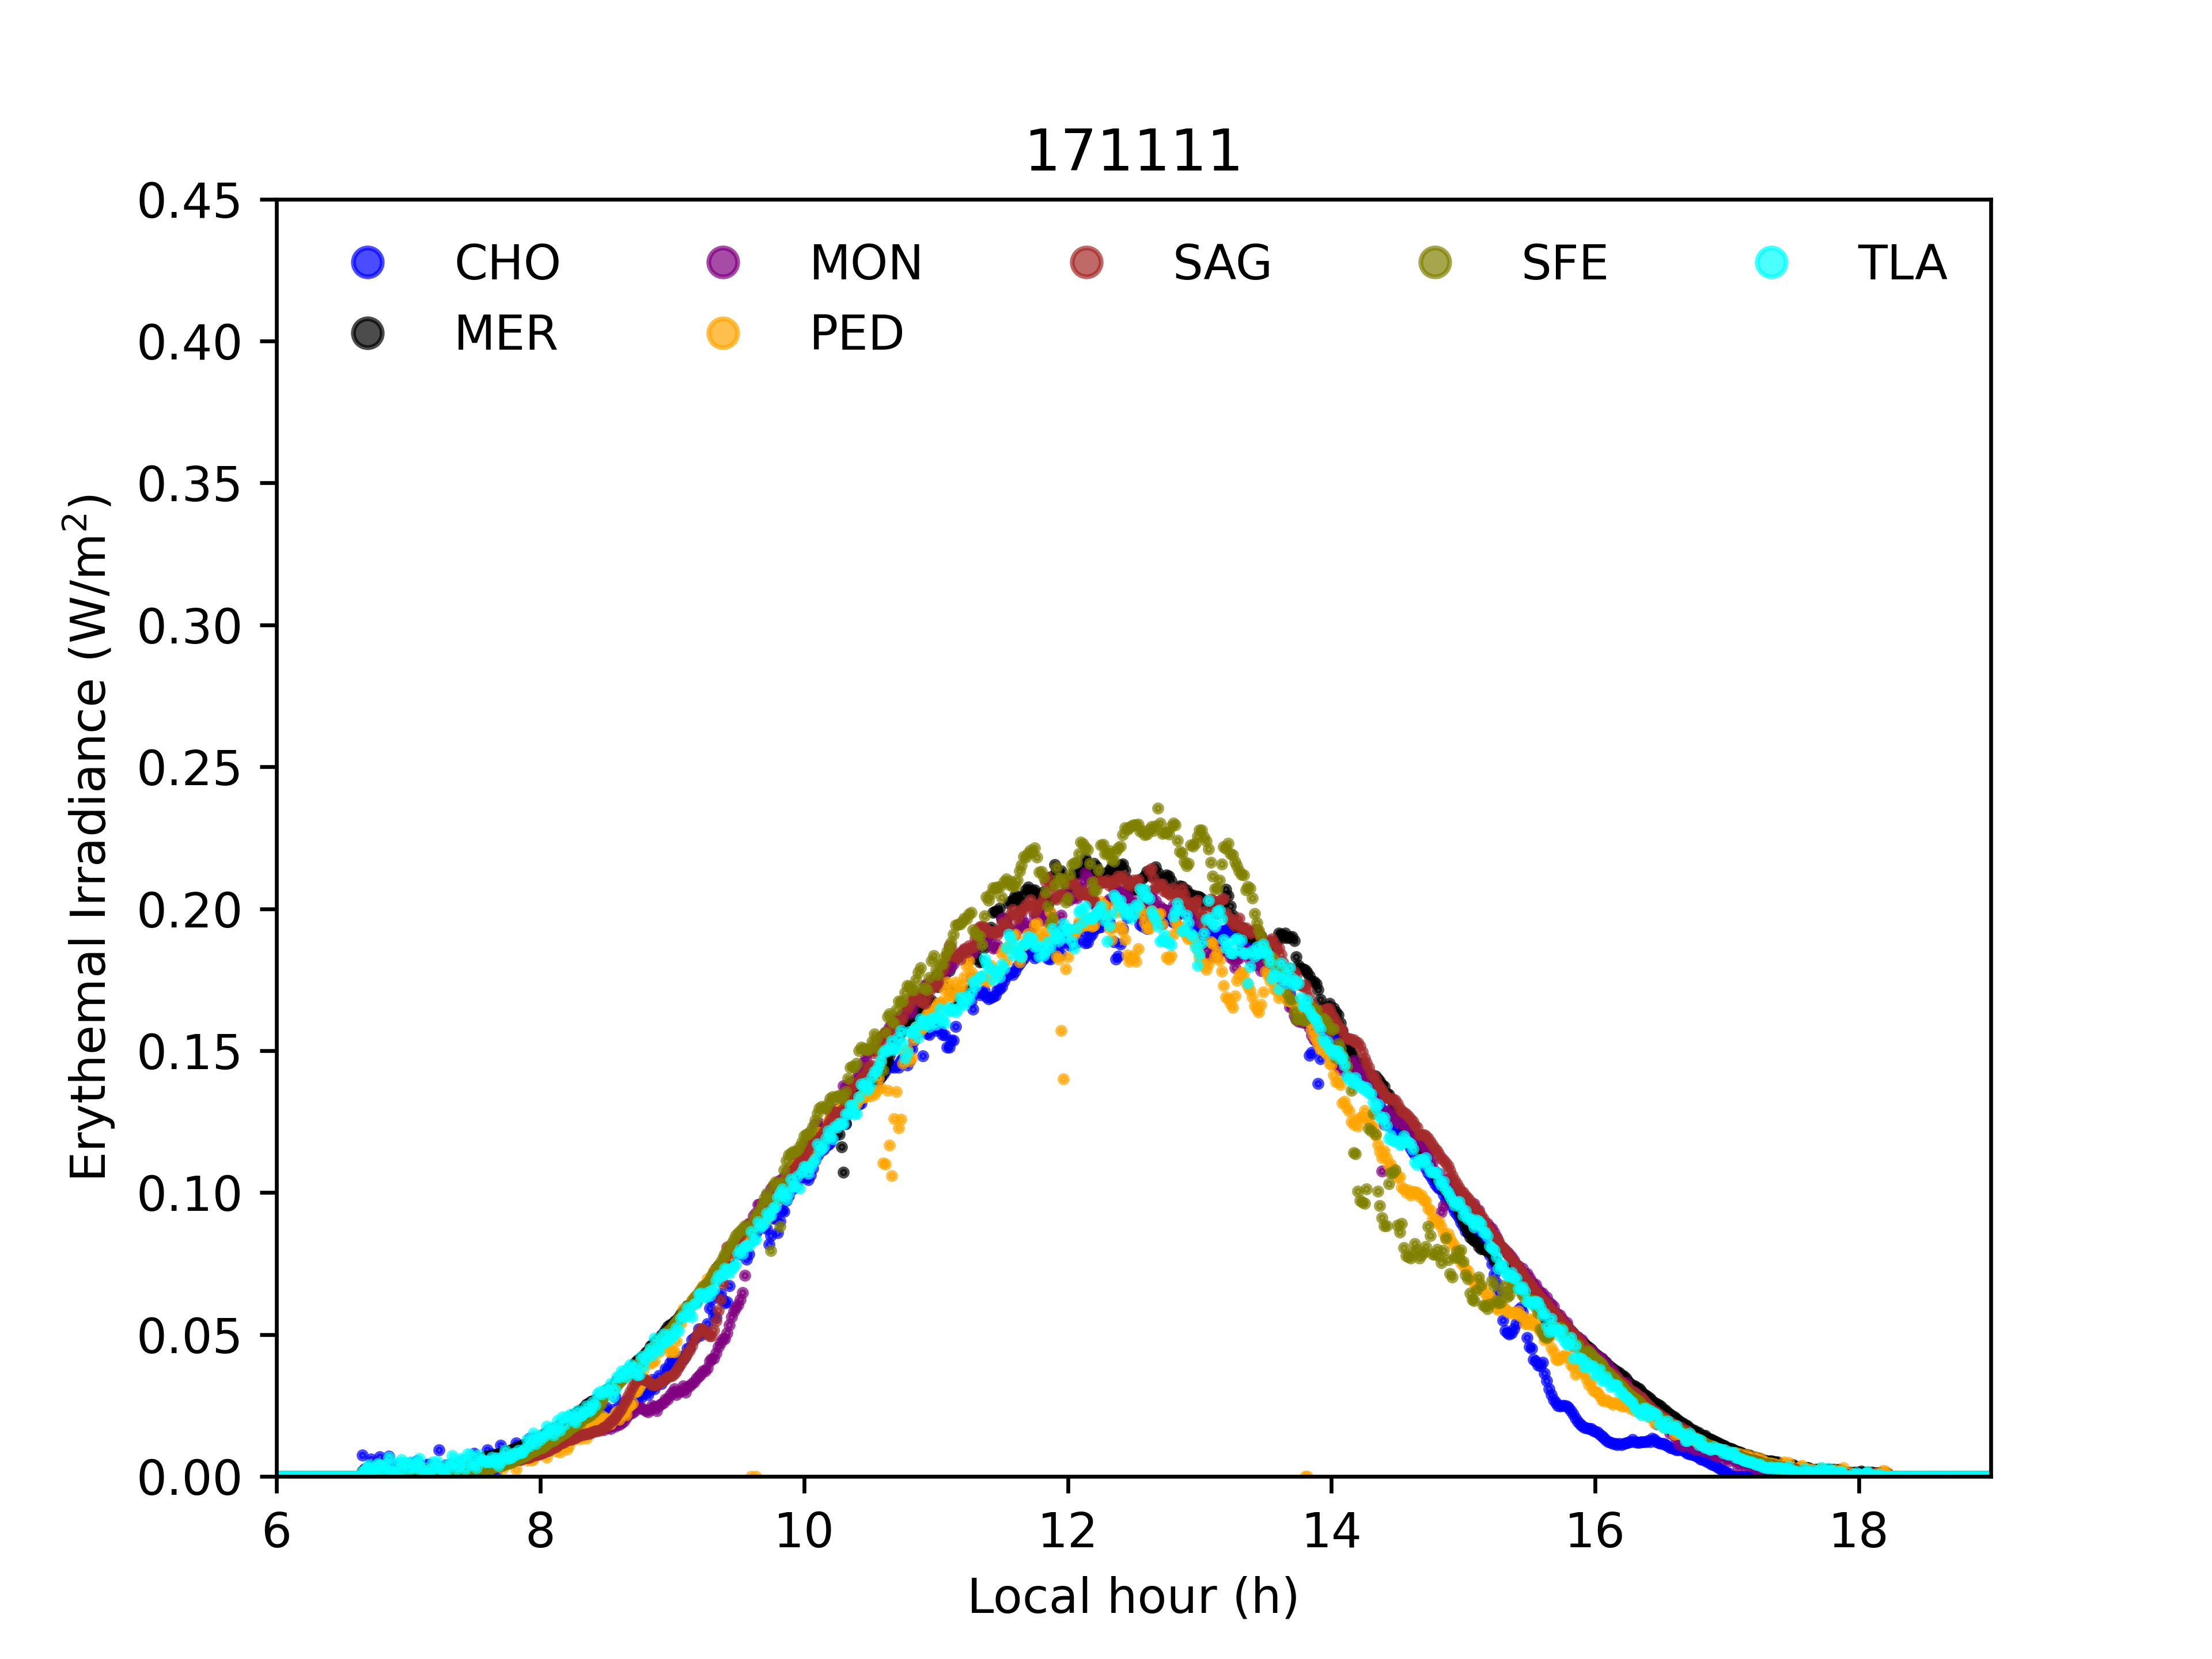 171111
0.45
CHO MON SAG SFE TLA
MER PED
0.40
0.35
0.30
0.25
0.20
0.15
0.10
0.05
0.00
Erythemal Irradiance (W/m²)
6 8 10 12 14 16 18
Local hour (h)